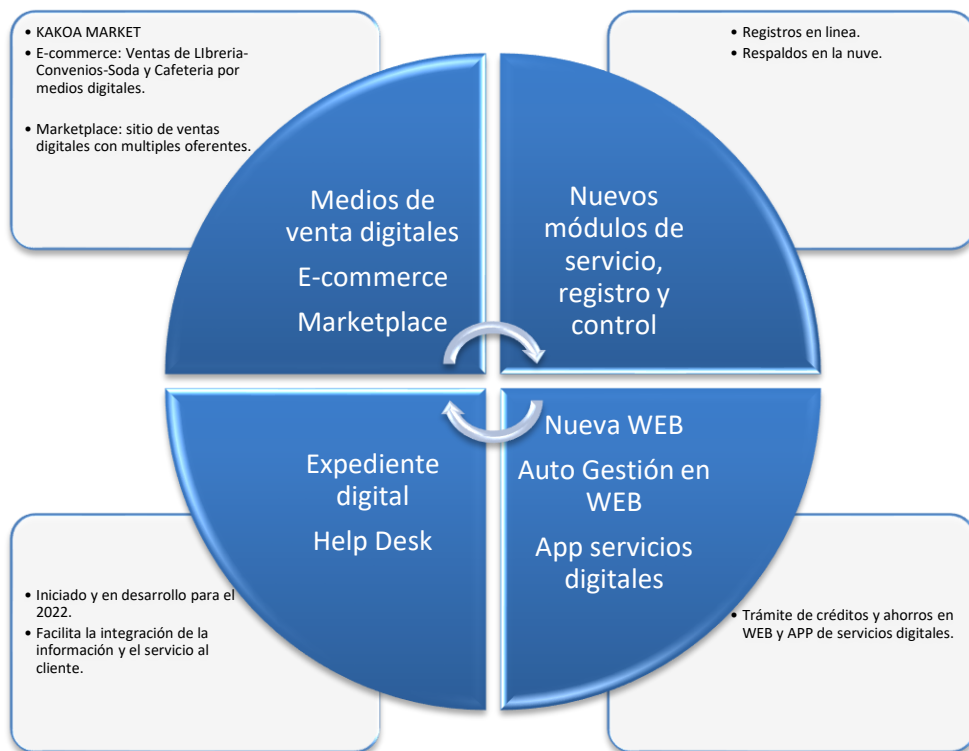 • KAKOA MARKET
• E-commerce: Ventas de LIbreria-
Convenios-Soda y Cafeteria por
medios digitales.
• Marketplace: sitio de ventas
digitales con multiples oferentes.
• Registros en linea.
• Respaldos en la nuve.
Medios de
venta digitales
E-commerce
Marketplace
Nuevos
módulos de
servicio,
registro y
control
Expediente
digital
Help Desk
Nueva WEB
Auto Gestión en
WEB
App servicios
digitales
• Iniciado y en desarrollo para el
2022.
• Facilita la integración de la
información y el servicio al
cliente.
• Trámite de créditos y ahorros en
WEB y APP de servicios digitales.